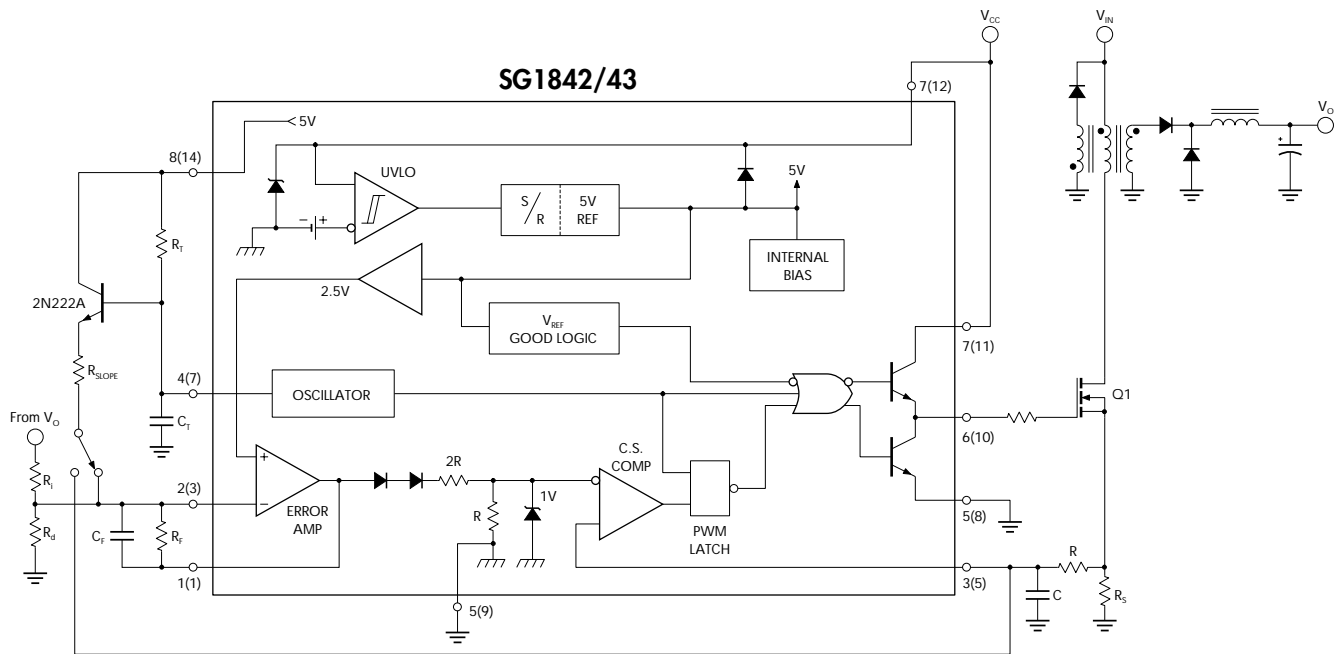 SG1842/43
V_CC
V_IN
7(12)
V_O
5V
8(14)
UVLO
5V
S/R
5V REF
− +
R_T
INTERNAL BIAS
2.5V
2N222A
V_REF
GOOD LOGIC
7(11)
R_SLOPE
4(7)
OSCILLATOR
Q1
C_T
From V_O
6(10)
C.S.
COMP
2R
R_I
+
1V
2(3)
−
ERROR
AMP
5(8)
R
R_d
C_F
R_F
PWM
LATCH
R
1(1)
3(5)
C
R_S
5(9)